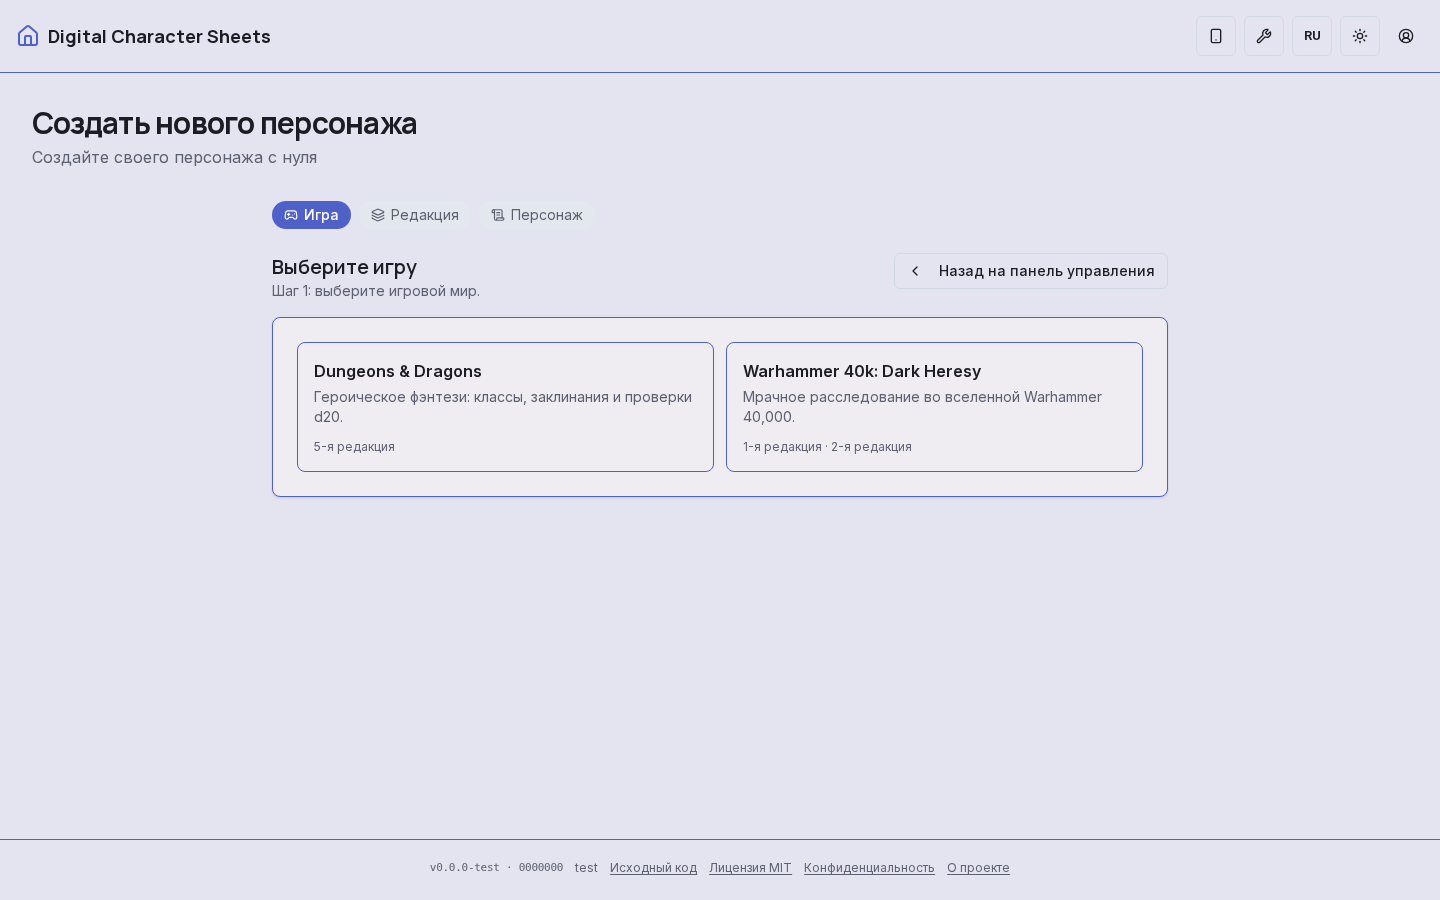 Digital Character Sheets
RU
Создать нового персонажа
Создайте своего персонажа с нуля
Игра
Редакция
Персонаж
Выберите игру
Шаг 1: выберите игровой мир.
Назад на панель управления
Dungeons & Dragons
Героическое фэнтези: классы, заклинания и проверки
d20.
5-я редакция
Warhammer 40k: Dark Heresy
Мрачное расследование во вселенной Warhammer
40,000.
1-я редакция · 2-я редакция
v0.0.0-test · 0000000 test Исходный код Лицензия MIT Конфиденциальность О проекте